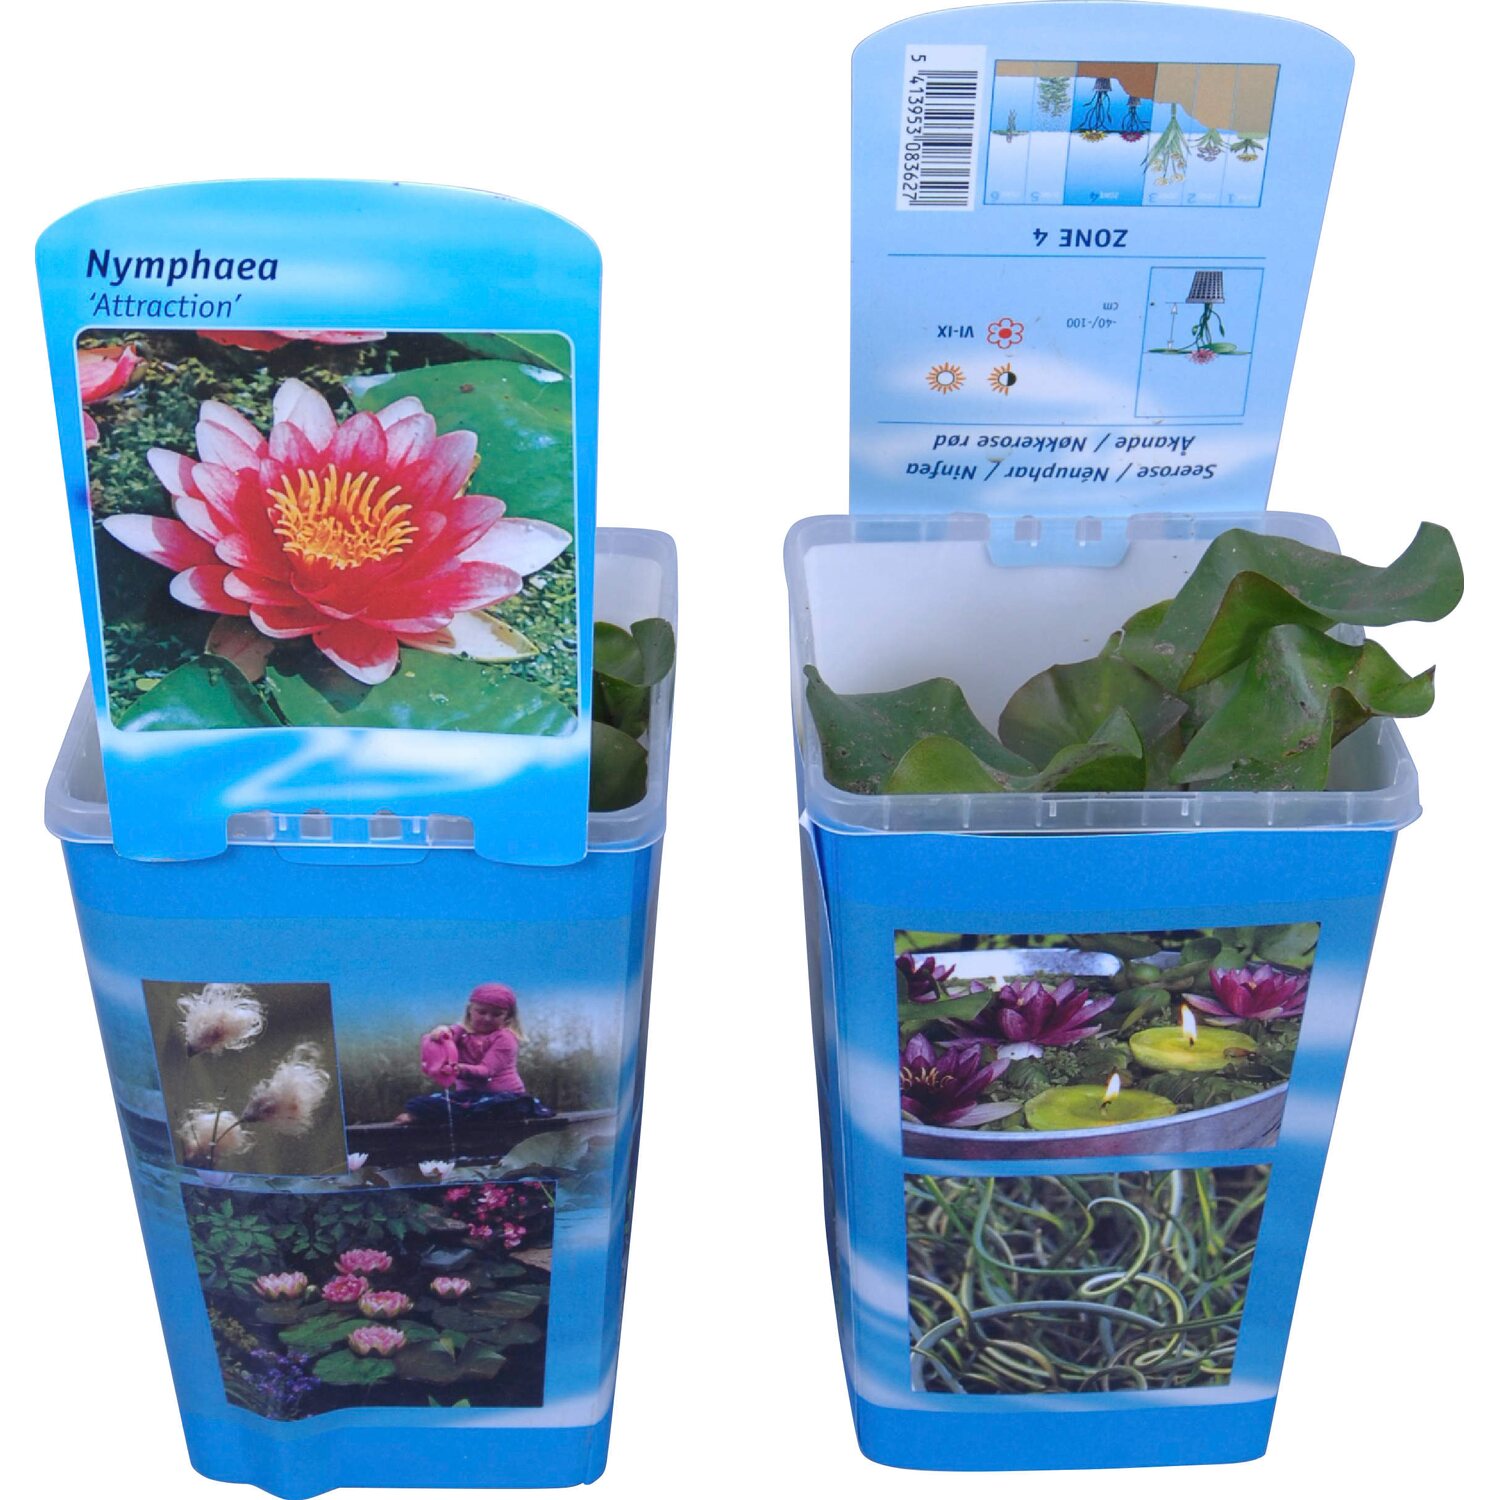 Nymphaea
'Attraction'
Seerose / Nénuphar / Ninfea
Åkande / Nøkkerose rød
VI-IX
-40/-100
cm
ZONE 4
5 413953 083627